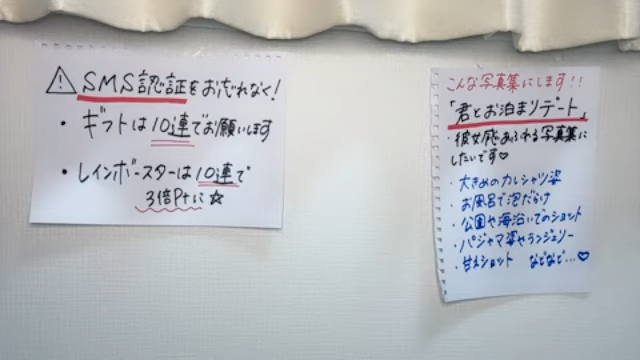 ⚠ SMS認証をお忘れなく!
・ギフトは10連でお願いします
・レインボースターは10連で
3倍Ptに☆
こんな写真集にします!!
「君とお泊まりデート」
・彼女感あふれる写真集に
したいです♡
・大きめのカレシャツ姿
・お風呂で泡だらけ
・公園や海沿いでのショット
・パジャマ姿やランジェリー
・甘えショット などなど…♡